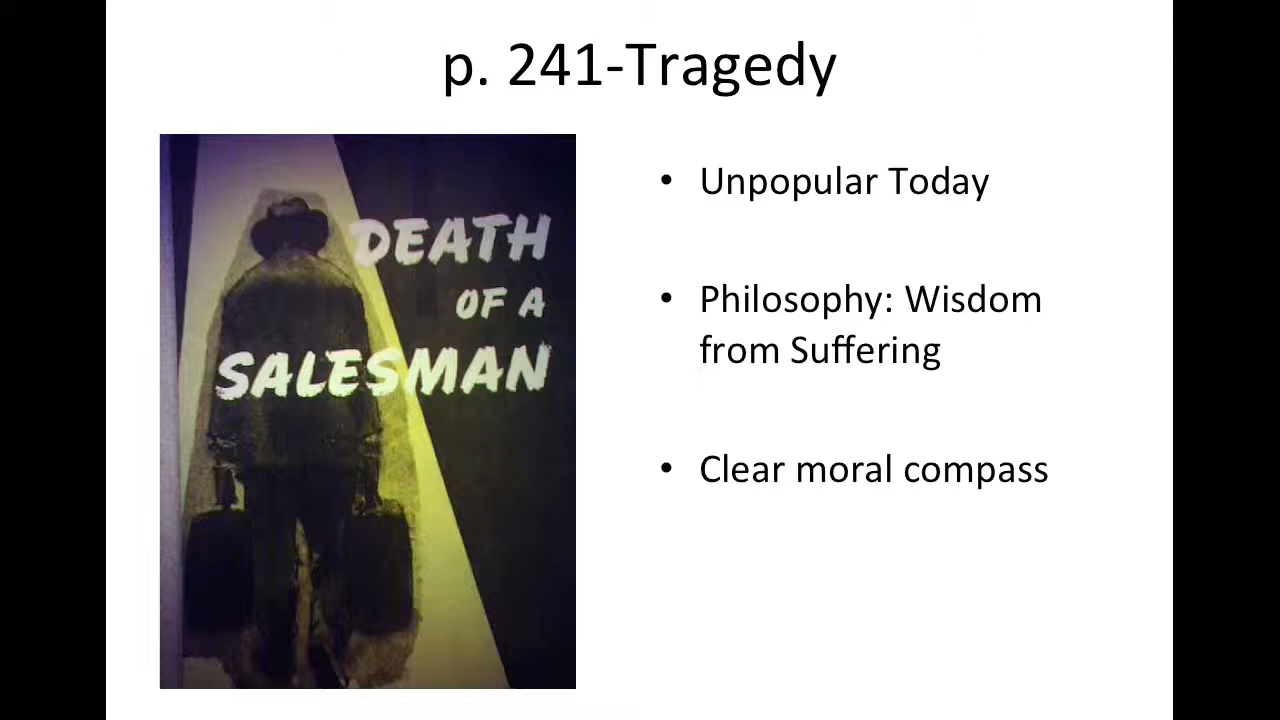 p. 241-Tragedy
DEATH
OF A
SALESMAN
• Unpopular Today
• Philosophy: Wisdom
from Suffering
• Clear moral compass